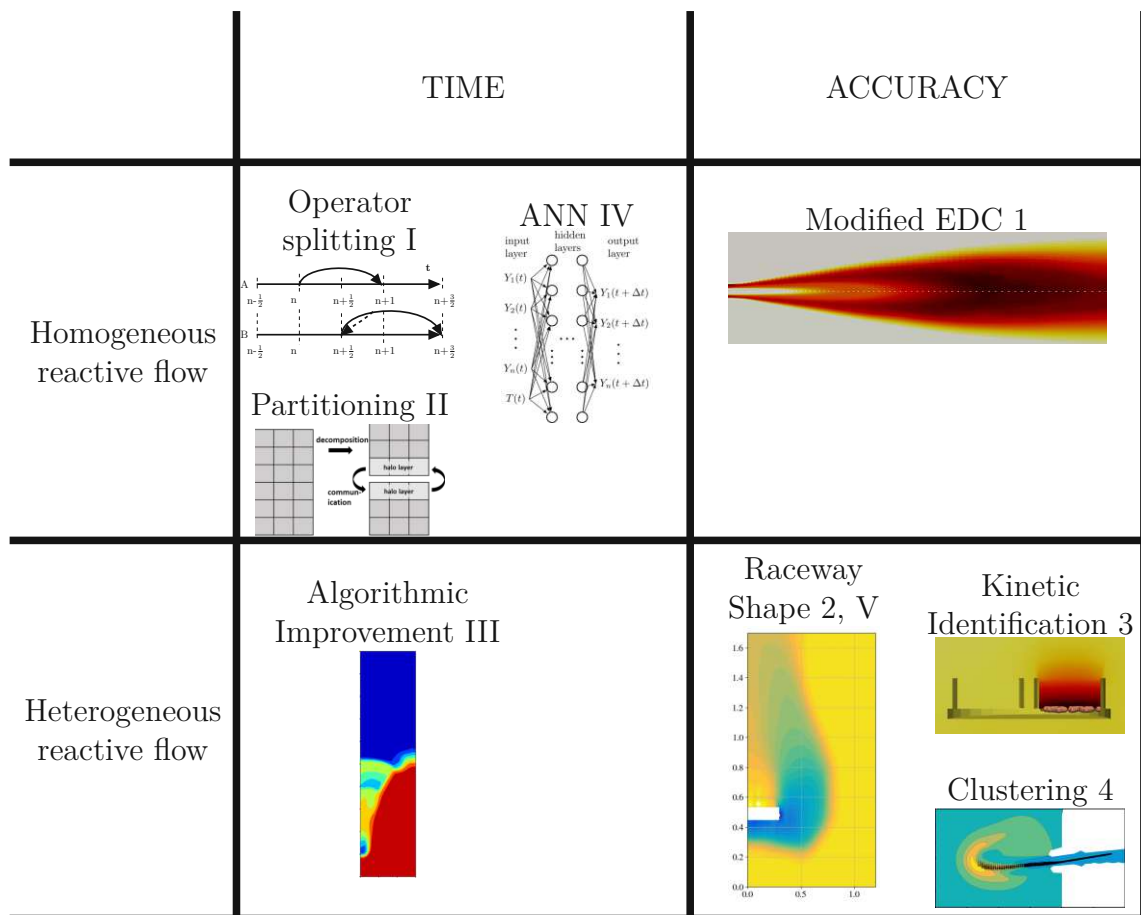 TIME
ACCURACY
Homogeneous
reactive flow
Operator
splitting I
A
t
n-½
n
n+½
n+1
n+3/2
B
n-½
n
n+½
n+1
n+3/2
ANN IV
input
layer
hidden
layers
output
layer
Y₁(t)
Y₂(t)
⋮
Yₙ(t)
T(t)
···
⋮
⋮
Y₁(t + Δt)
Y₂(t + Δt)
⋮
Yₙ(t + Δt)
Partitioning II
decomposition
halo layer
halo layer
commun-
ication
Modified EDC 1
Heterogeneous
reactive flow
Algorithmic
Improvement III
Raceway
Shape 2, V
1.6
1.4
1.2
1.0
0.8
0.6
0.4
0.2
0.0
0.0
0.5
1.0
Kinetic
Identification 3
Clustering 4